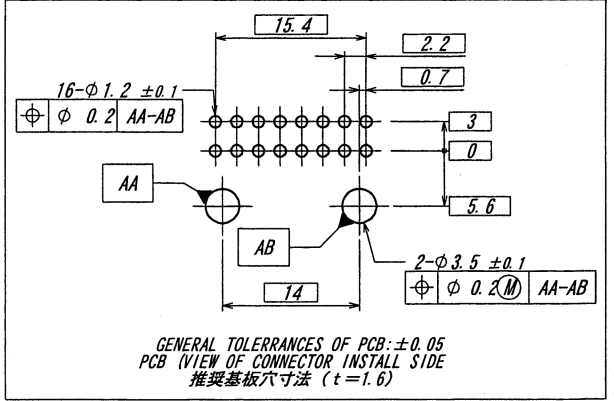 15.4
2.2
0.7
16-Φ1.2 ±0.1
⌖ Φ 0.2 AA-AB
3
0
AA
5.6
AB
2-Φ3.5 ±0.1
⌖ Φ 0.2Ⓜ AA-AB
14
GENERAL TOLERRANCES OF PCB:±0.05
PCB (VIEW OF CONNECTOR INSTALL SIDE
推奨基板穴寸法 (t=1.6)